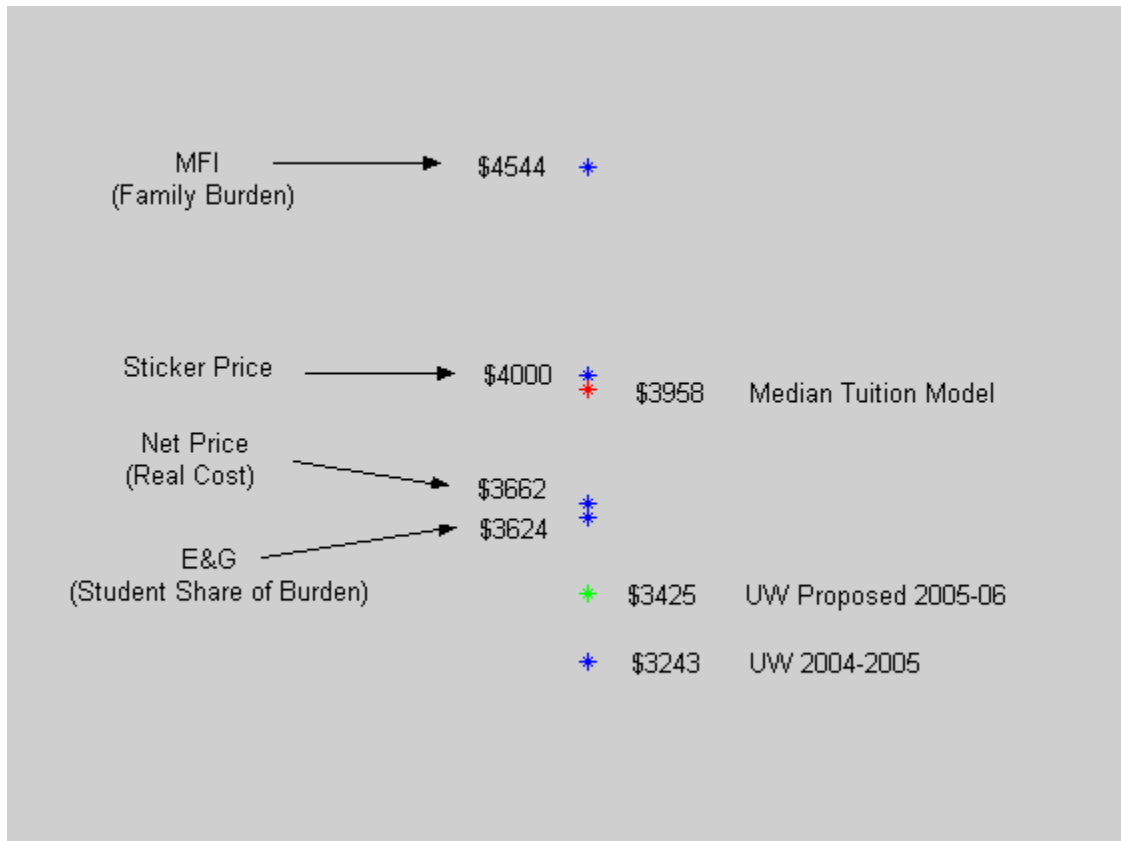 MFI
(Family Burden)
$4544
Sticker Price
$4000
$3958 Median Tuition Model
Net Price
(Real Cost)
$3662
$3624
E&G
(Student Share of Burden)
$3425 UW Proposed 2005-06
$3243 UW 2004-2005